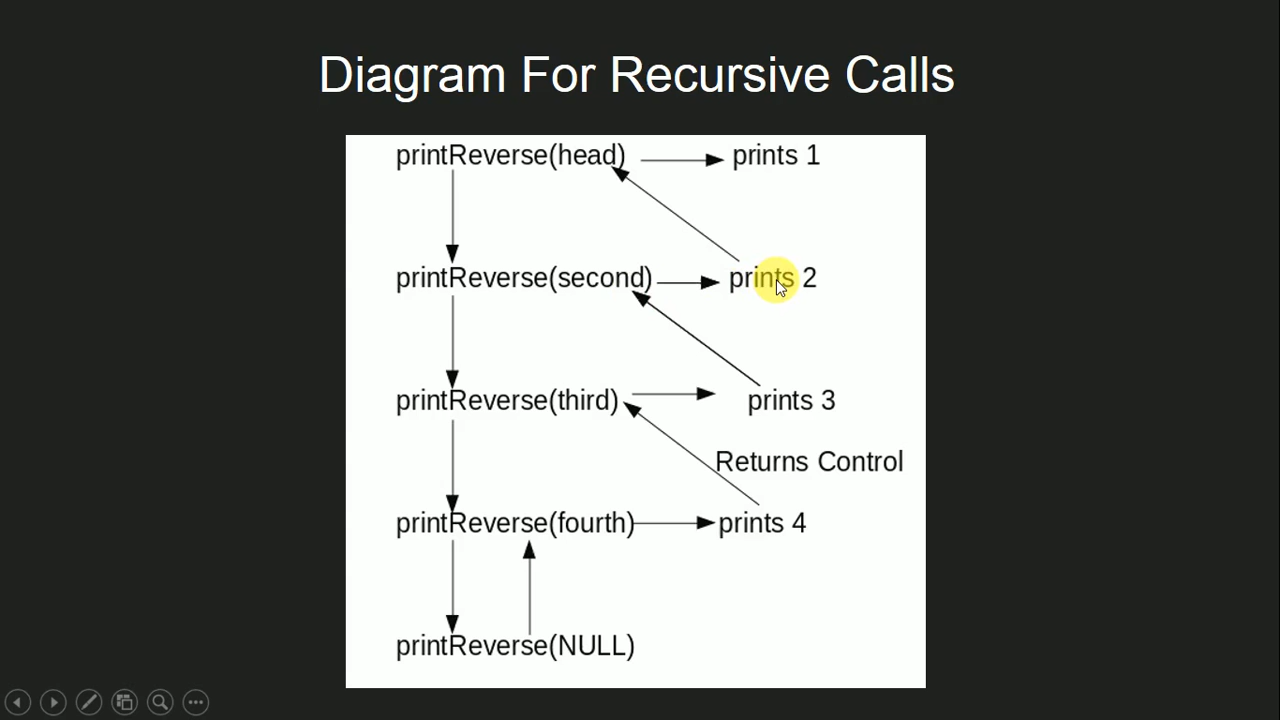 Diagram For Recursive Calls
printReverse(head) prints 1
printReverse(second) prints 2
printReverse(third) prints 3
Returns Control
printReverse(fourth) prints 4
printReverse(NULL)